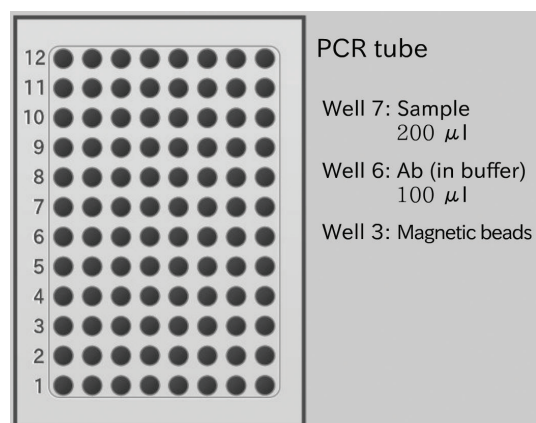 12
11
10
9
8
7
6
5
4
3
2
1
PCR tube
Well 7: Sample
200 μl
Well 6: Ab (in buffer)
100 μl
Well 3: Magnetic beads